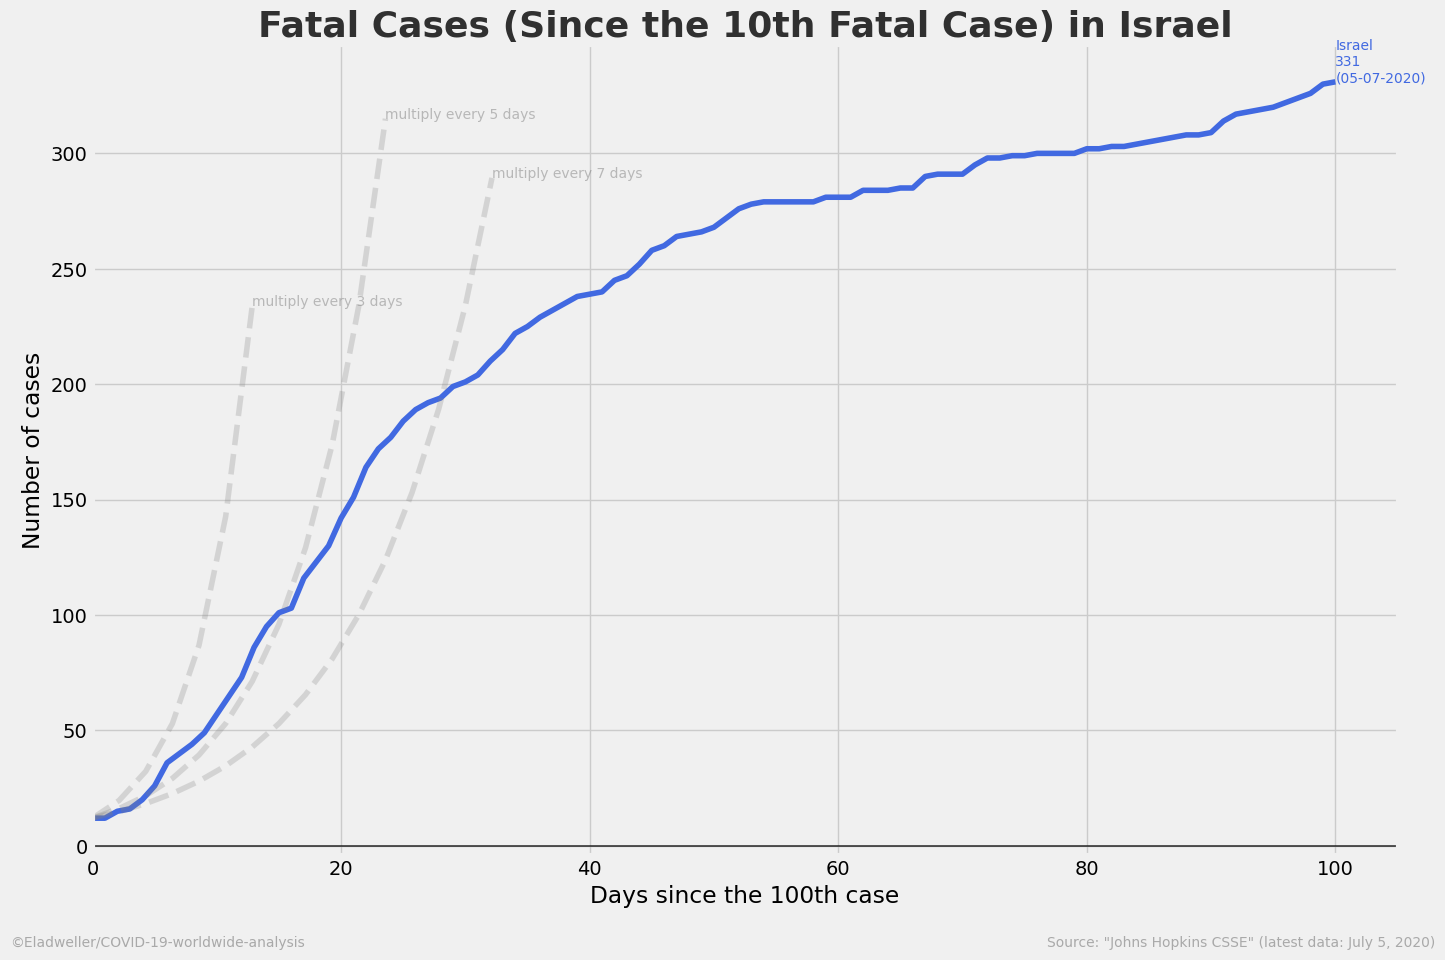 Fatal Cases (Since the 10th Fatal Case) in Israel
Israel
331
(05-07-2020)
multiply every 5 days
multiply every 7 days
multiply every 3 days
Number of cases
300
250
200
150
100
50
0
0 20 40 60 80 100
Days since the 100th case
©Eladweller/COVID-19-worldwide-analysis
Source: "Johns Hopkins CSSE" (latest data: July 5, 2020)